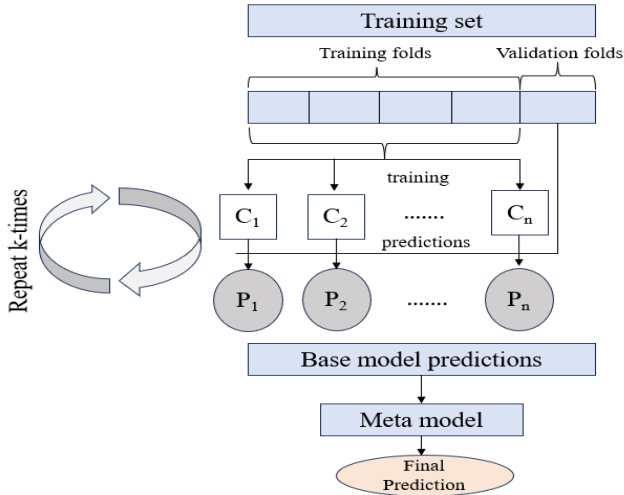 Training set
Training folds
Validation folds
training
C1
C2
.......
Cn
predictions
Repeat k-times
P1
P2
.......
Pn
Base model predictions
Meta model
Final
Prediction